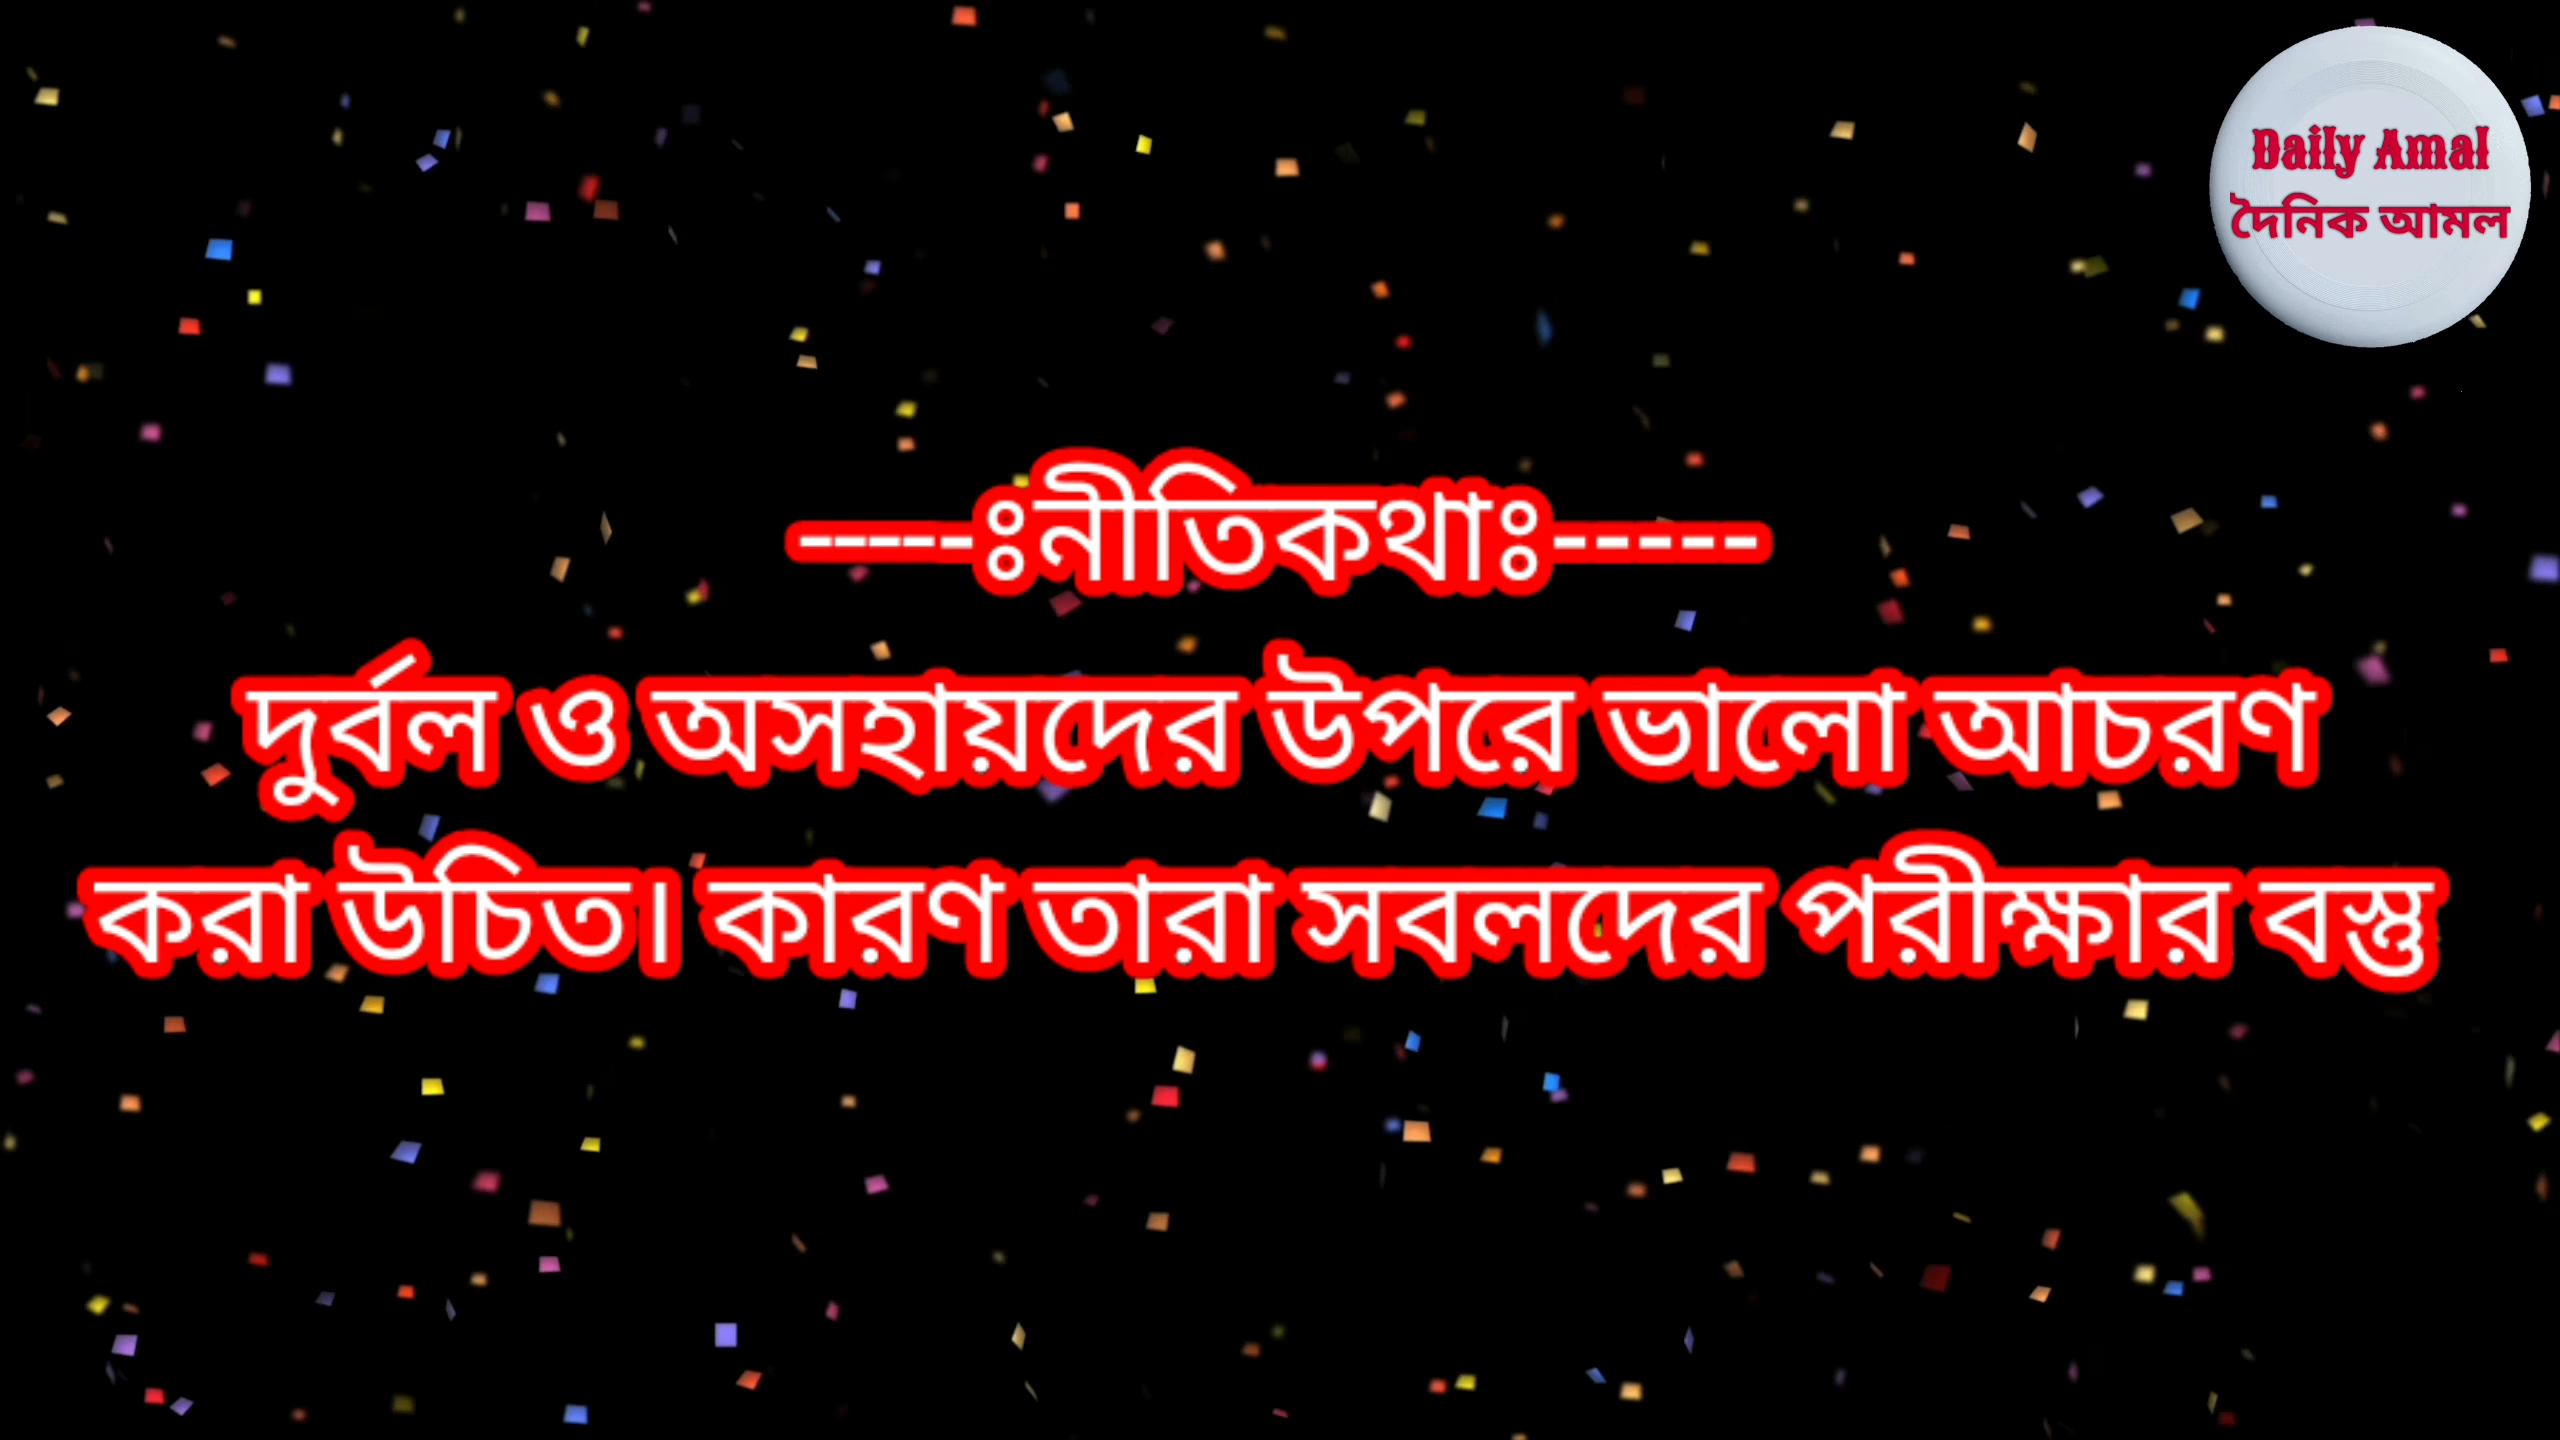 Daily Amal
দৈনিক আমল
----ঃনীতিকথাঃ-----
দুর্বল ও অসহায়দের উপরে ভালো আচরণ
করা উচিত। কারণ তারা সবলদের পরীক্ষার বস্তু